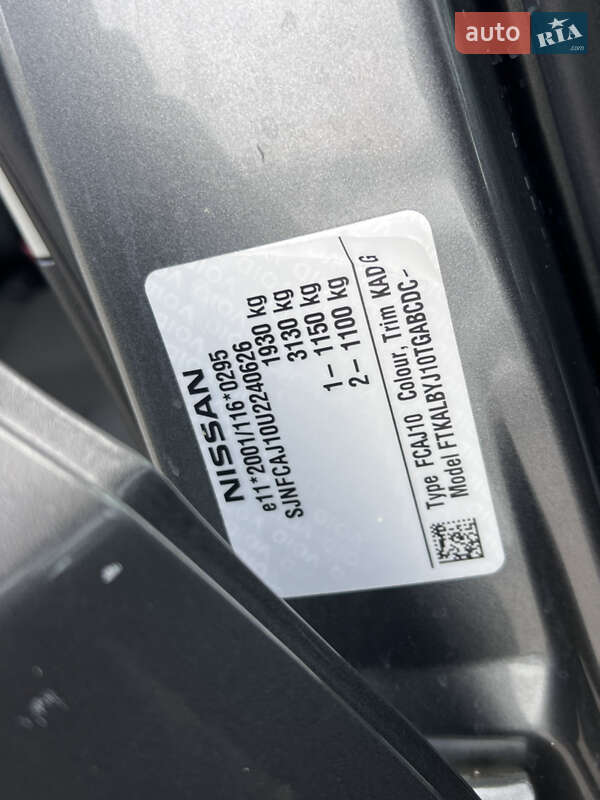 auto RIA
.com
NISSAN
e11*2001/116*0295
SJNFCAJ10U2240626
1930 kg
3130 kg
1- 1150 kg
2- 1100 kg
Type FCAJ10 Colour, Trim KAD G
Model FTKALBYJ10TGABCDC-